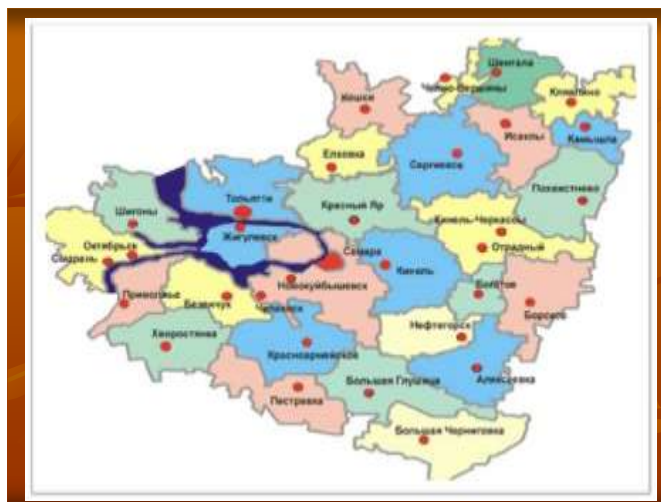 Шентала
Челно-Вершины
Клявлино
Кошки
Исаклы
Камышла
Елховка
Сергиевск
Похвистнево
Тольятти
Красный Яр
Шигоны
Кинель-Черкассы
Жигулевск
Отрадный
Октябрьск
Самара
Сызрань
Кинель
Новокуйбышевск
Богатое
Приволжье
Безенчук
Чапаевск
Борское
Нефтегорск
Хворостянка
Красноармейское
Алексеевка
Большая Глушица
Пестравка
Большая Черниговка